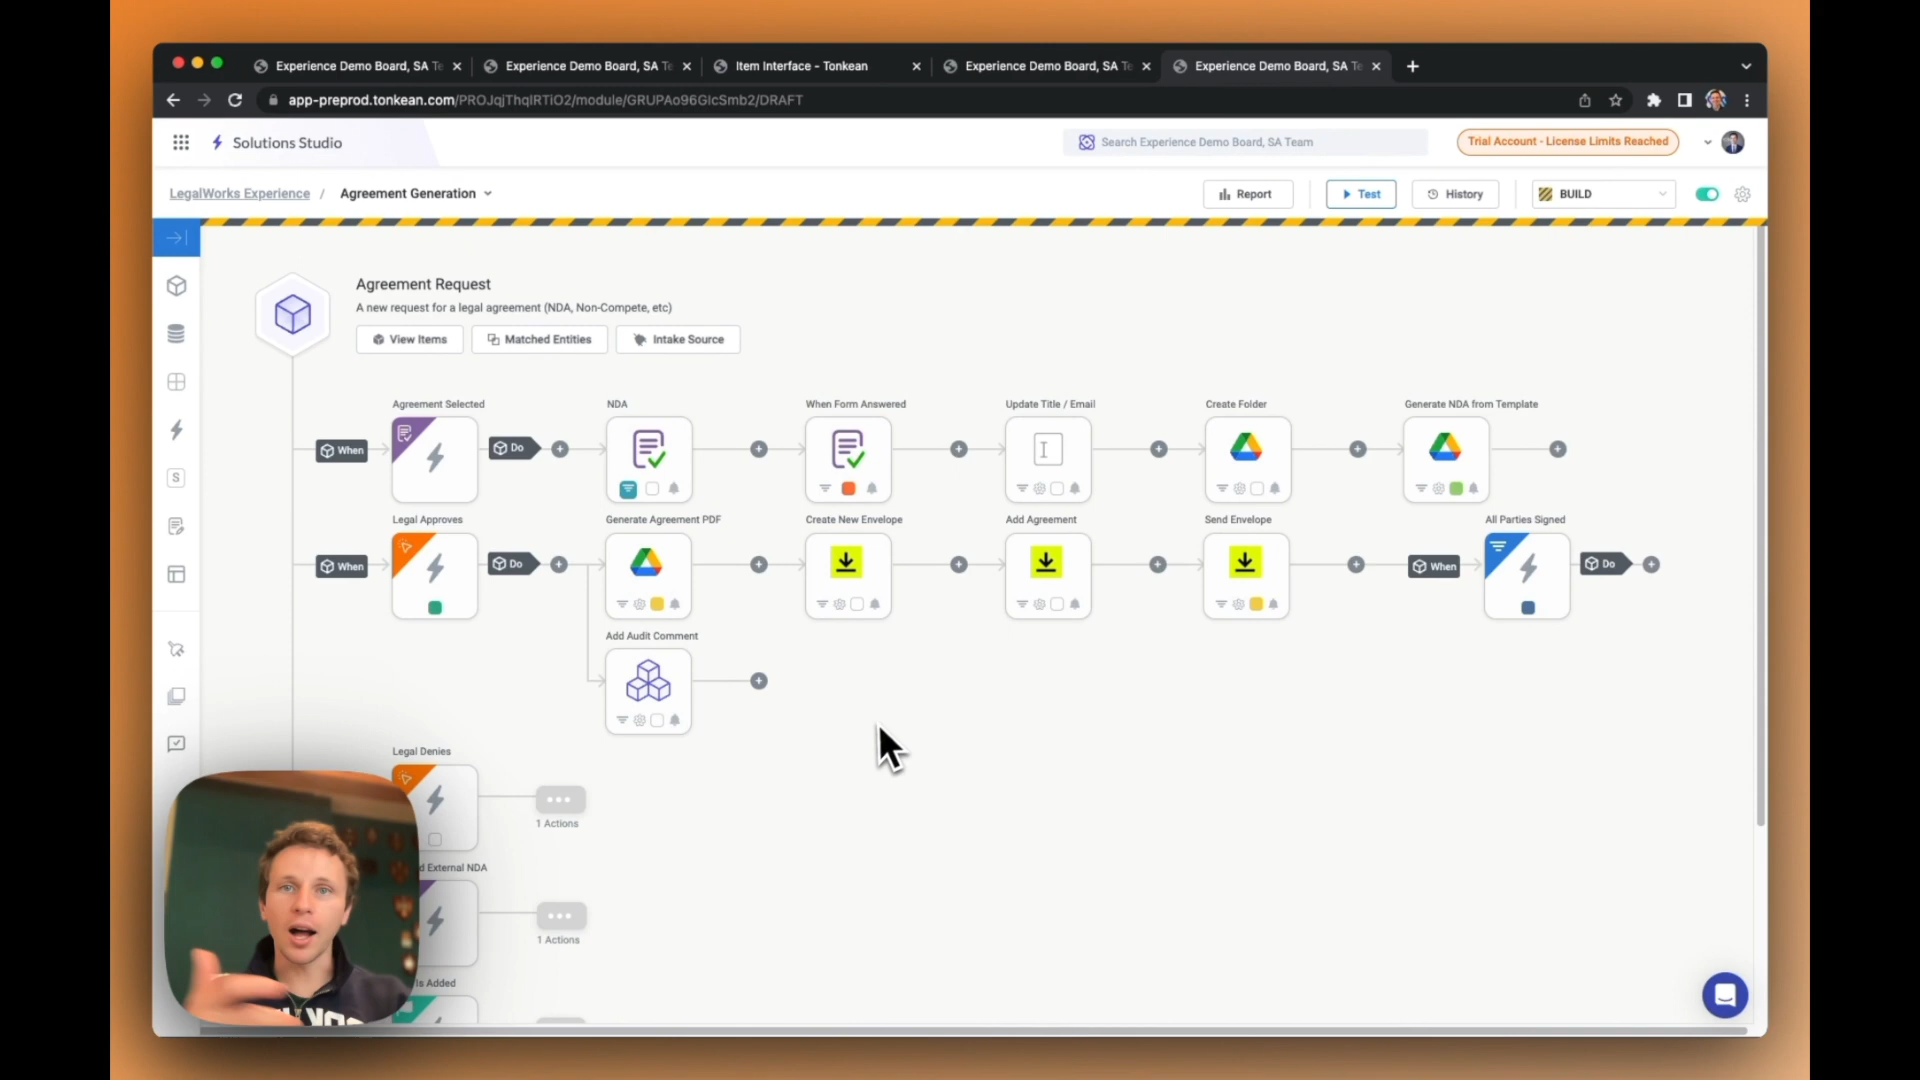 Experience Demo Board, SA Te
Experience Demo Board, SA Te
Item Interface - Tonkean
Experience Demo Board, SA Te
Experience Demo Board, SA Te
app-preprod.tonkean.com/PROJqjThqIRTiO2/module/GRUPAo96GIcSmb2/DRAFT
Solutions Studio
Search Experience Demo Board, SA Team
Trial Account - License Limits Reached
LegalWorks Experience / Agreement Generation
Report
Test
History
BUILD
Agreement Request
A new request for a legal agreement (NDA, Non-Compete, etc)
View Items
Matched Entities
Intake Source
Agreement Selected
NDA
When Form Answered
Update Title / Email
Create Folder
Generate NDA from Template
When
Do
Legal Approves
Generate Agreement PDF
Create New Envelope
Add Agreement
Send Envelope
All Parties Signed
When
Do
When
Do
Add Audit Comment
S
Legal Denies
1 Actions
d External NDA
1 Actions
Is Added